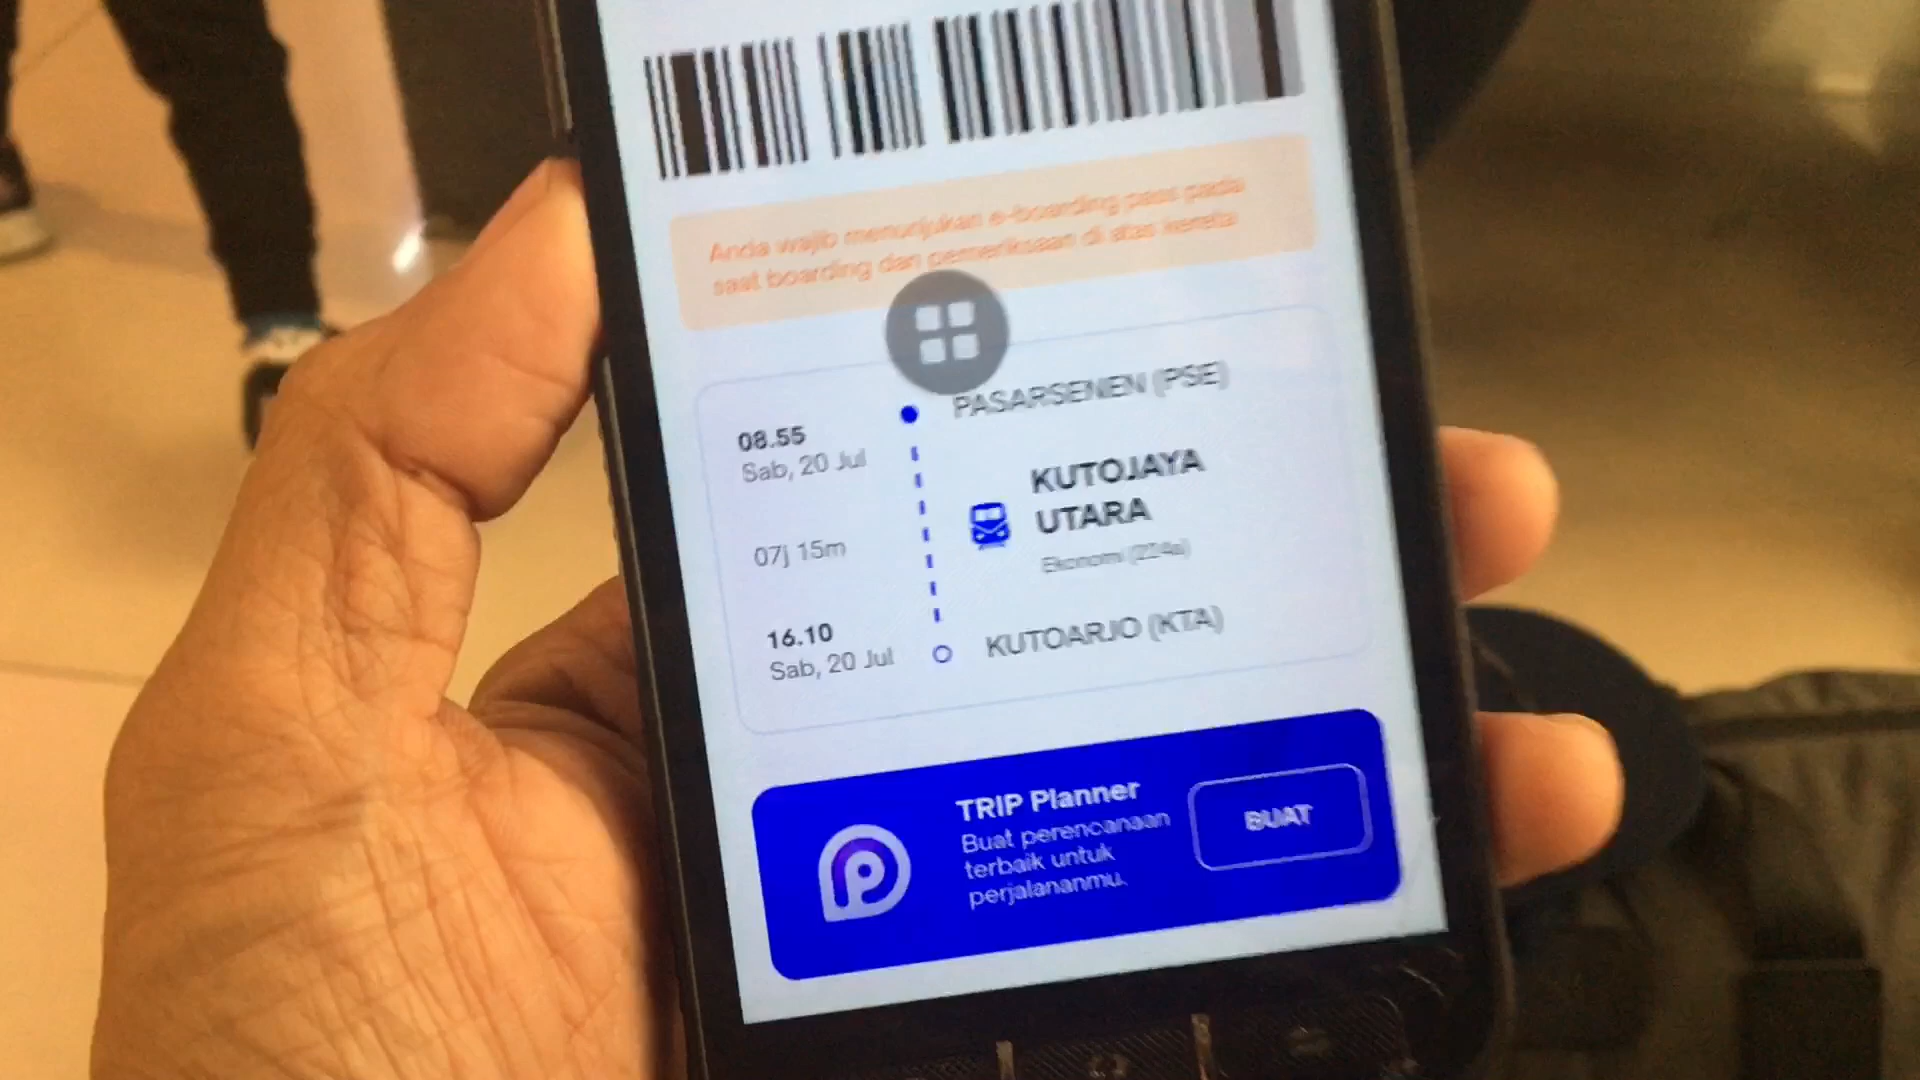 Anda wajib menunjukan e-boarding pass pada
saat boarding dan pemeriksaan di atas kereta
08.55
Sab, 20 Jul
PASARSENEN (PSE)
KUTOJAYA
UTARA
07j 15m
Ekonomi
16.10
Sab, 20 Jul
KUTOARJO (KTA)
TRIP Planner
Buat perencanaan
terbaik untuk
perjalananmu.
BUAT